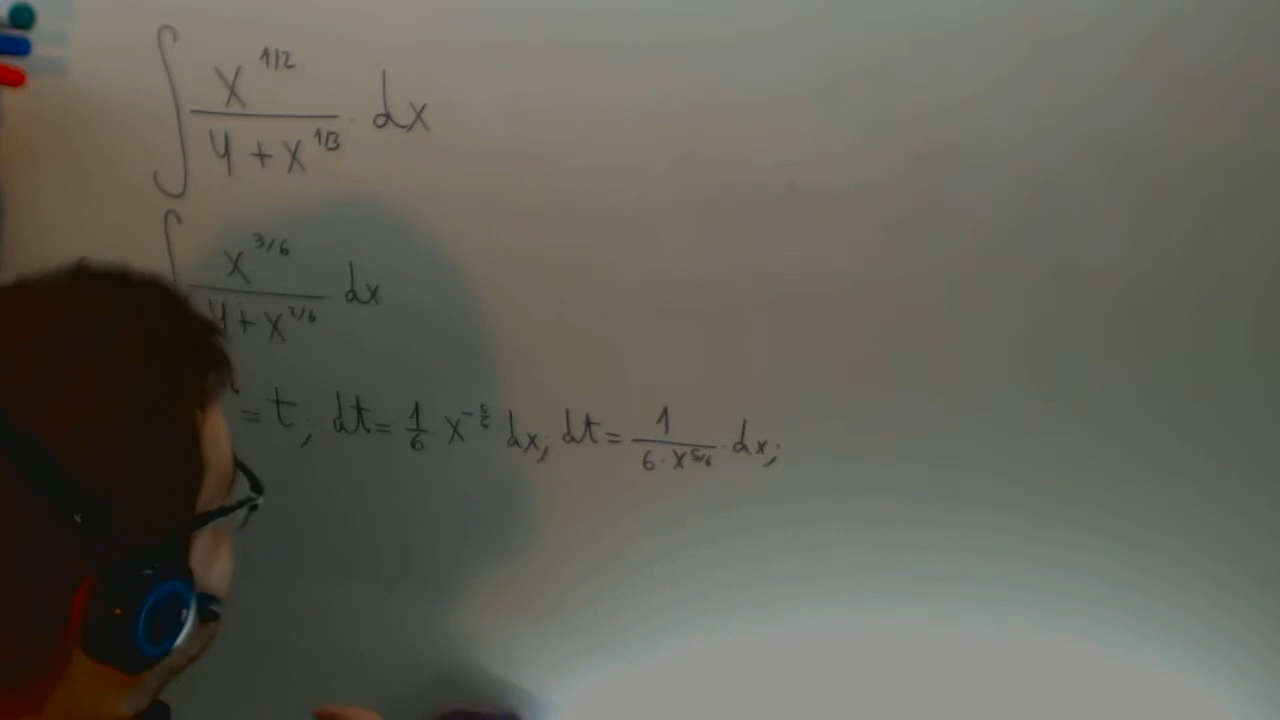 ∫ x^{1/2} / (4 + x^{1/3}) · dx
∫ x^{3/6} / (4 + x^{2/6}) dx
= t, dt = 1/6 x^{-5/6} dx; dt = 1 / (6 · x^{5/6}) · dx;